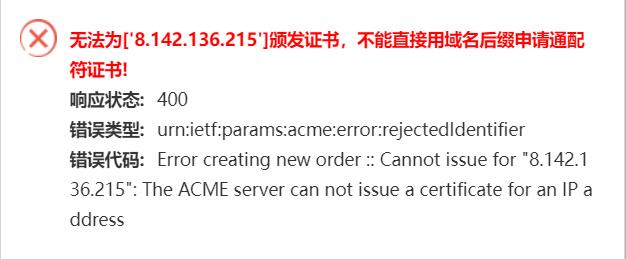 无法为['8.142.136.215']颁发证书，不能直接用域名后缀申请通配
符证书!
响应状态: 400
错误类型: urn:ietf:params:acme:error:rejectedIdentifier
错误代码: Error creating new order :: Cannot issue for "8.142.1
36.215": The ACME server can not issue a certificate for an IP a
ddress